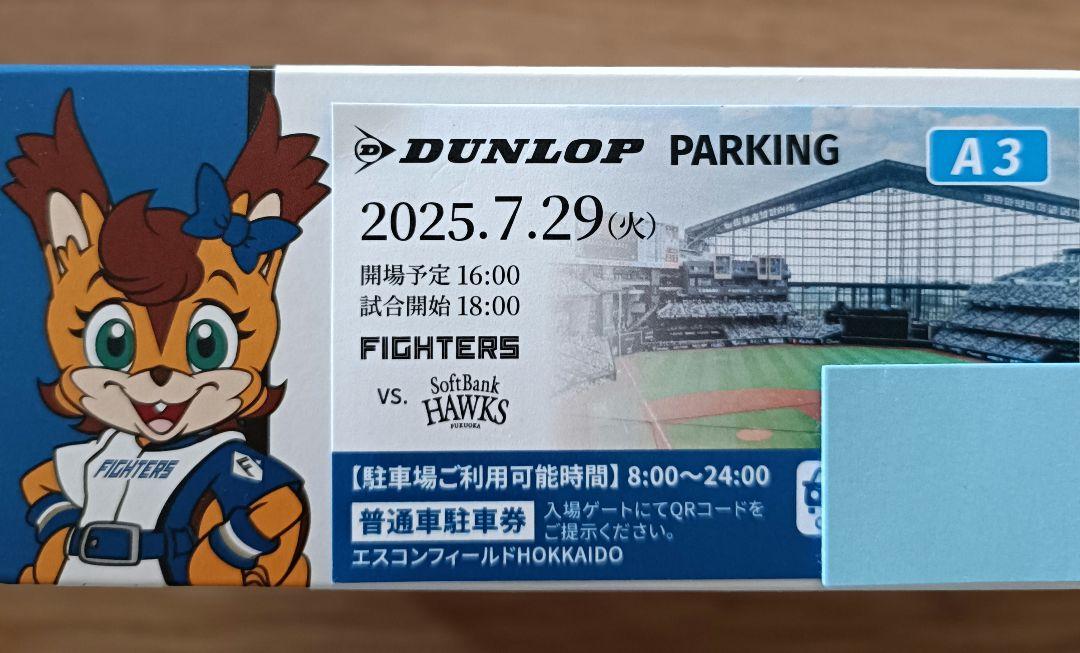 DUNLOP PARKING
A3
2025.7.29(火)
開場予定 16:00
試合開始 18:00
FIGHTERS
vs. SoftBank
HAWKS
FUKUOKA
【駐車場ご利用可能時間】8:00～24:00
普通車駐車券
入場ゲートにてQRコードを
ご提示ください。
エスコンフィールドHOKKAIDO
FIGHTERS